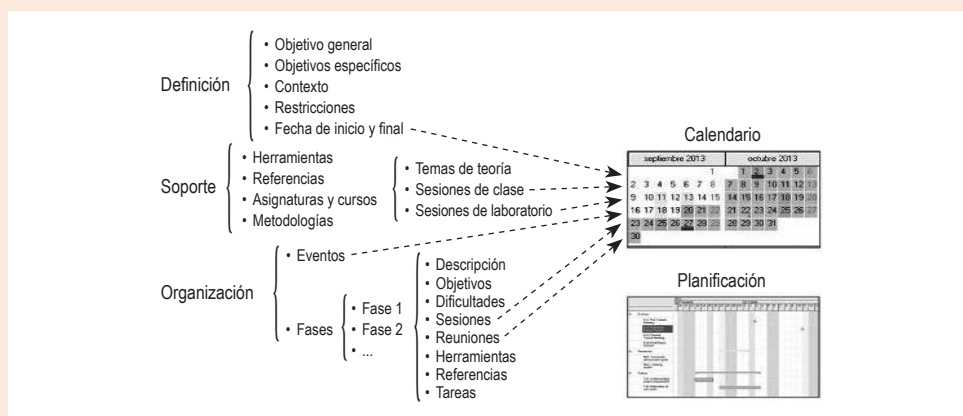 Definición
• Objetivo general
• Objetivos específicos
• Contexto
• Restricciones
• Fecha de inicio y final
Soporte
• Herramientas
• Referencias
• Asignaturas y cursos
• Metodologías
• Temas de teoría
• Sesiones de clase
• Sesiones de laboratorio
Organización
• Eventos
• Fases
• Fase 1
• Fase 2
• ...
• Descripción
• Objetivos
• Dificultades
• Sesiones
• Reuniones
• Herramientas
• Referencias
• Tareas
Calendario
septiembre 2013
1
2 3 4 5 6 7 8
9 10 11 12 13 14 15
16 17 18 19 20 21 22
23 24 25 26 27 28 29
30
octubre 2013
1 2 3 4 5 6
7 8 9 10 11 12 13
14 15 16 17 18 19 20
21 22 23 24 25 26 27
28 29 30 31
Planificación